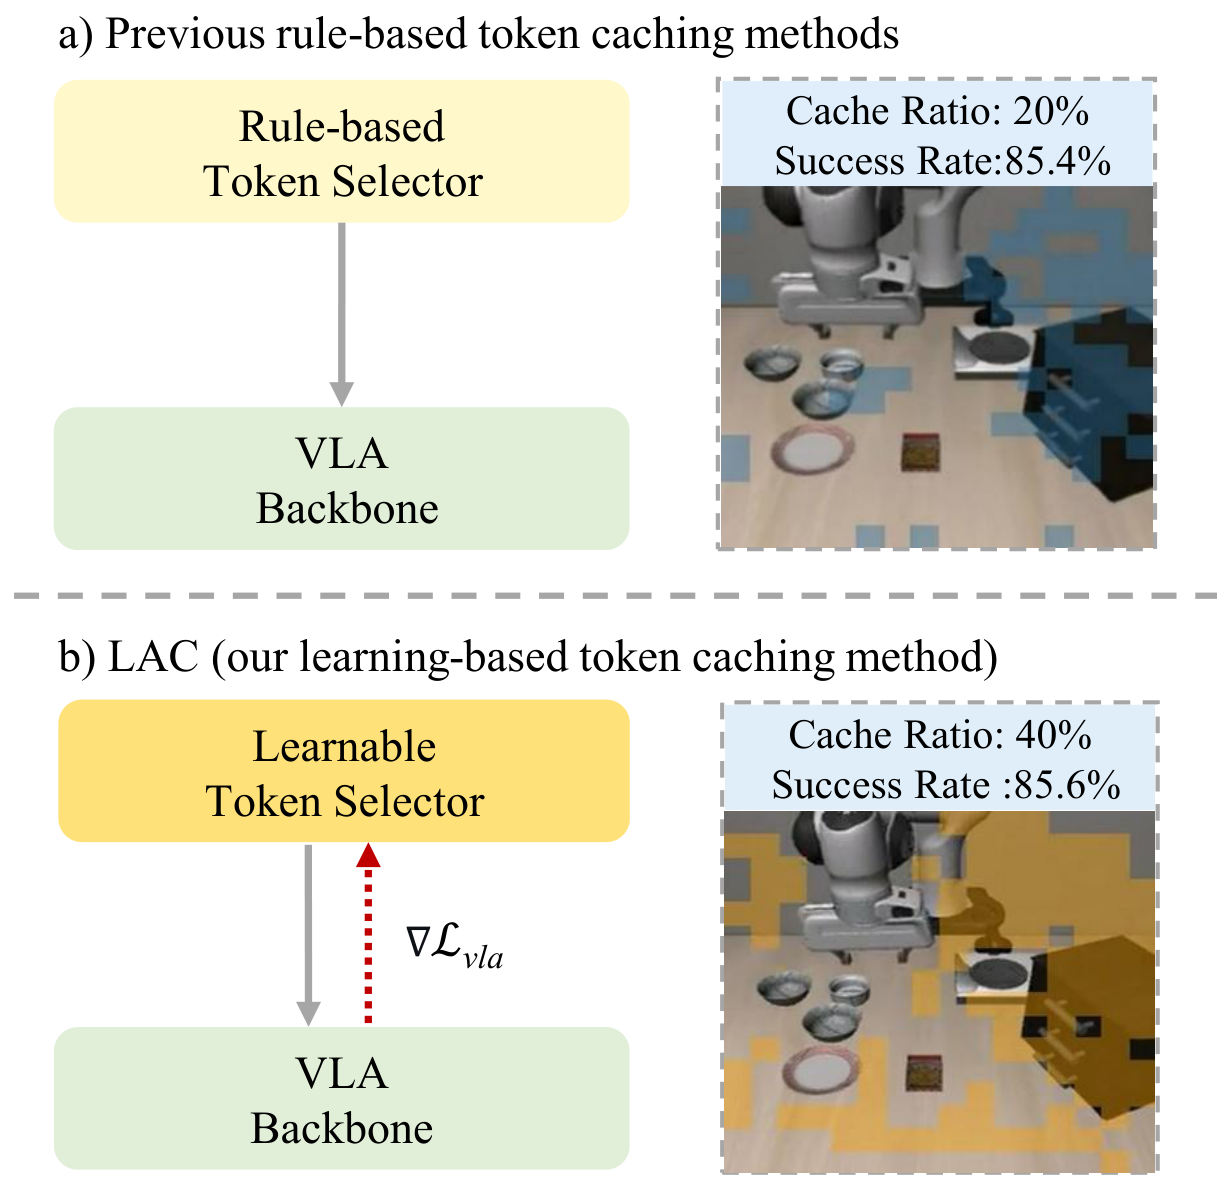 a) Previous rule-based token caching methods
Rule-based
Token Selector
Cache Ratio: 20%
Success Rate:85.4%
VLA
Backbone
b) LAC (our learning-based token caching method)
Learnable
Token Selector
Cache Ratio: 40%
Success Rate :85.6%
∇ℒvla
VLA
Backbone